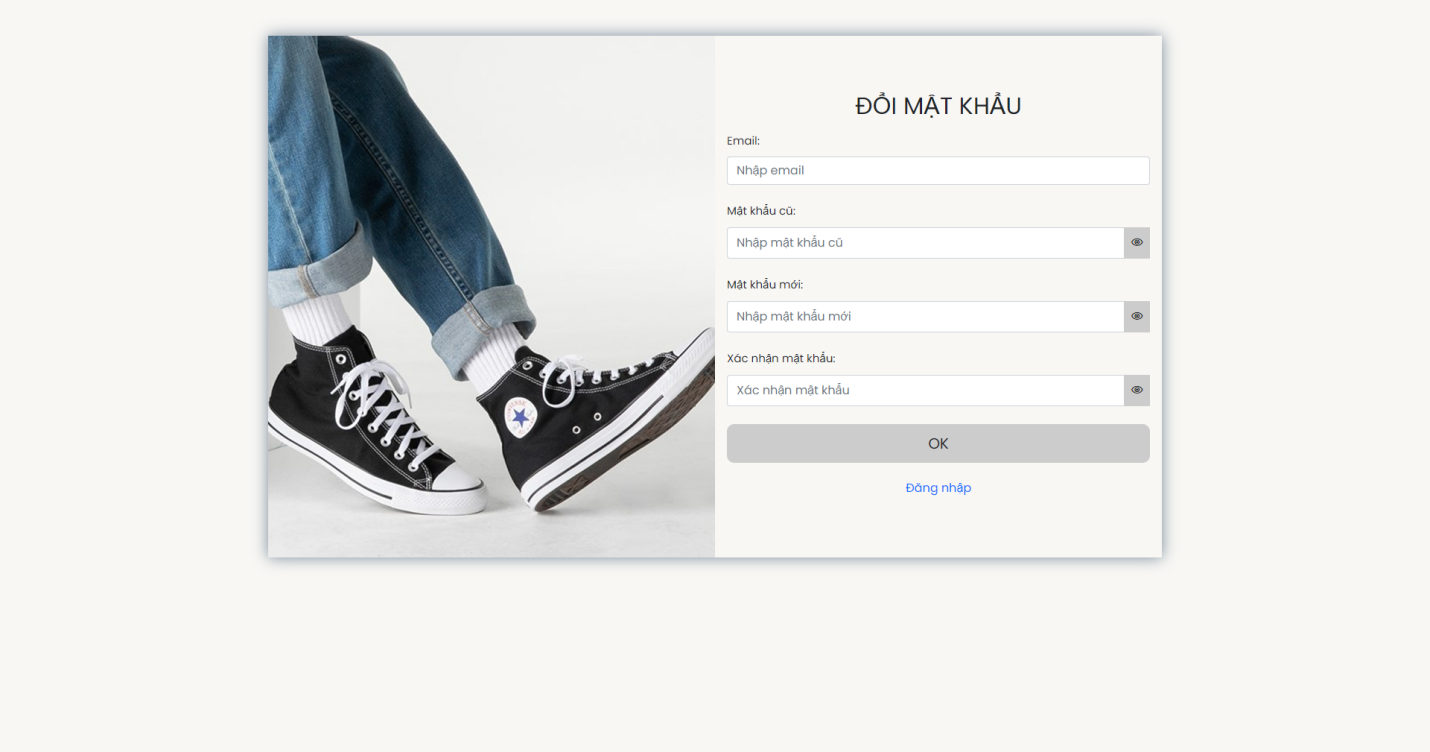 ĐỔI MẬT KHẨU
Email:
Nhập email
Mật khẩu cũ:
Nhập mật khẩu cũ
Mật khẩu mới:
Nhập mật khẩu mới
Xác nhận mật khẩu:
Xác nhận mật khẩu
OK
Đăng nhập